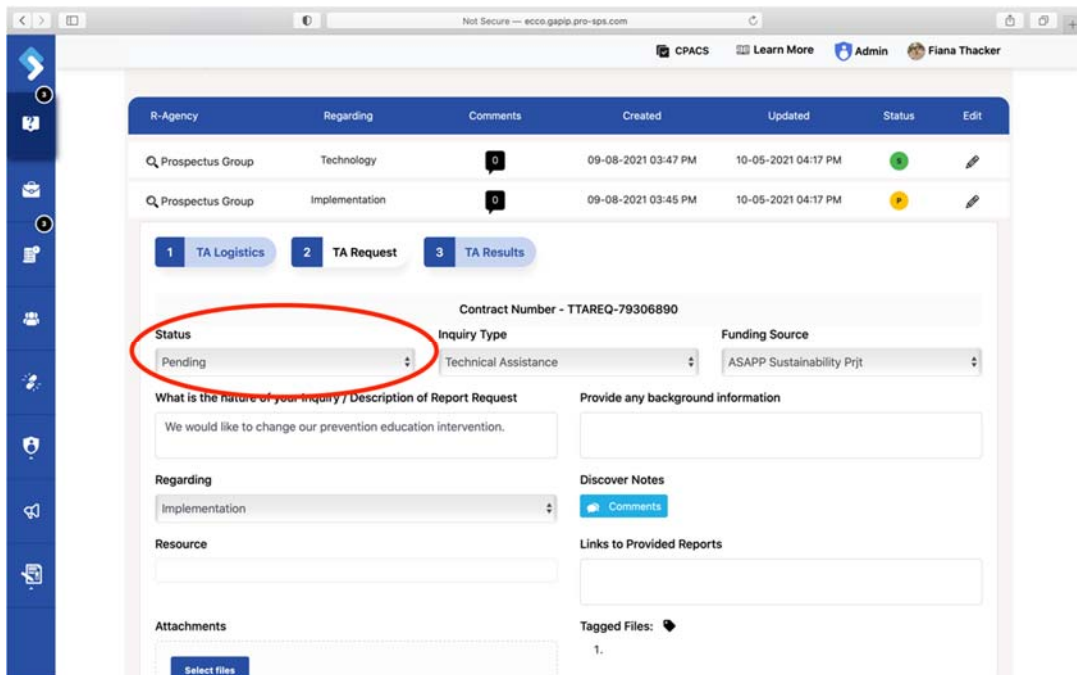 Not Secure — ecco.gapip.pro-sps.com
CPACS Learn More Admin Fiana Thacker
3
R-Agency Regarding Comments Created Updated Status Edit
Prospectus Group Technology 0 09-08-2021 03:47 PM 10-05-2021 04:17 PM S
Prospectus Group Implementation 0 09-08-2021 03:45 PM 10-05-2021 04:17 PM P
3
1 TA Logistics 2 TA Request 3 TA Results
Contract Number - TTAREQ-79306890
Status Inquiry Type Funding Source
Pending Technical Assistance ASAPP Sustainability Prjt
What is the nature of your Inquiry / Description of Report Request Provide any background information
We would like to change our prevention education intervention.
Regarding Discover Notes
Implementation Comments
Resource Links to Provided Reports
Attachments Tagged Files:
1.
Select files